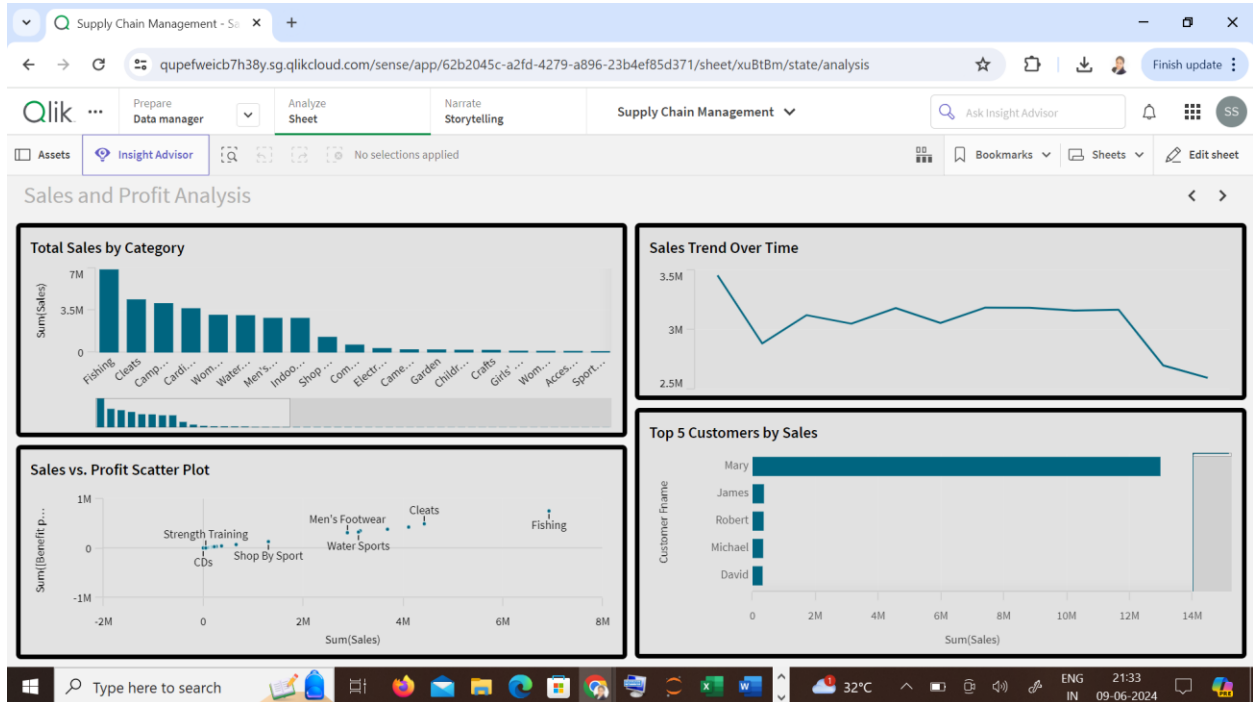 Supply Chain Management - Sa
qupefweicb7h38y.sg.qlikcloud.com/sense/app/62b2045c-a2fd-4279-a896-23b4ef85d371/sheet/xuBtBm/state/analysis
Finish update
Qlik
Prepare
Data manager
Analyze
Sheet
Narrate
Storytelling
Supply Chain Management
Ask Insight Advisor
SS
Assets
Insight Advisor
No selections applied
Bookmarks
Sheets
Edit sheet
Sales and Profit Analysis
Total Sales by Category
Sum(Sales)
7M
3.5M
0
Fishing
Cleats
Camp...
Cardi...
Wom...
Water...
Men's...
Indoo...
Shop ...
Com...
Electr...
Came...
Garden
Childr...
Crafts
Girls' ...
Wom...
Acces...
Sport...
Sales Trend Over Time
3.5M
3M
2.5M
Sales vs. Profit Scatter Plot
Sum([Benefit p...
1M
0
-1M
Strength Training
CDs
Shop By Sport
Men's Footwear
Water Sports
Cleats
Fishing
-2M 0 2M 4M 6M 8M
Sum(Sales)
Top 5 Customers by Sales
Customer Fname
Mary
James
Robert
Michael
David
0 2M 4M 6M 8M 10M 12M 14M
Sum(Sales)
Type here to search
32°C
ENG
IN
21:33
09-06-2024
PRE